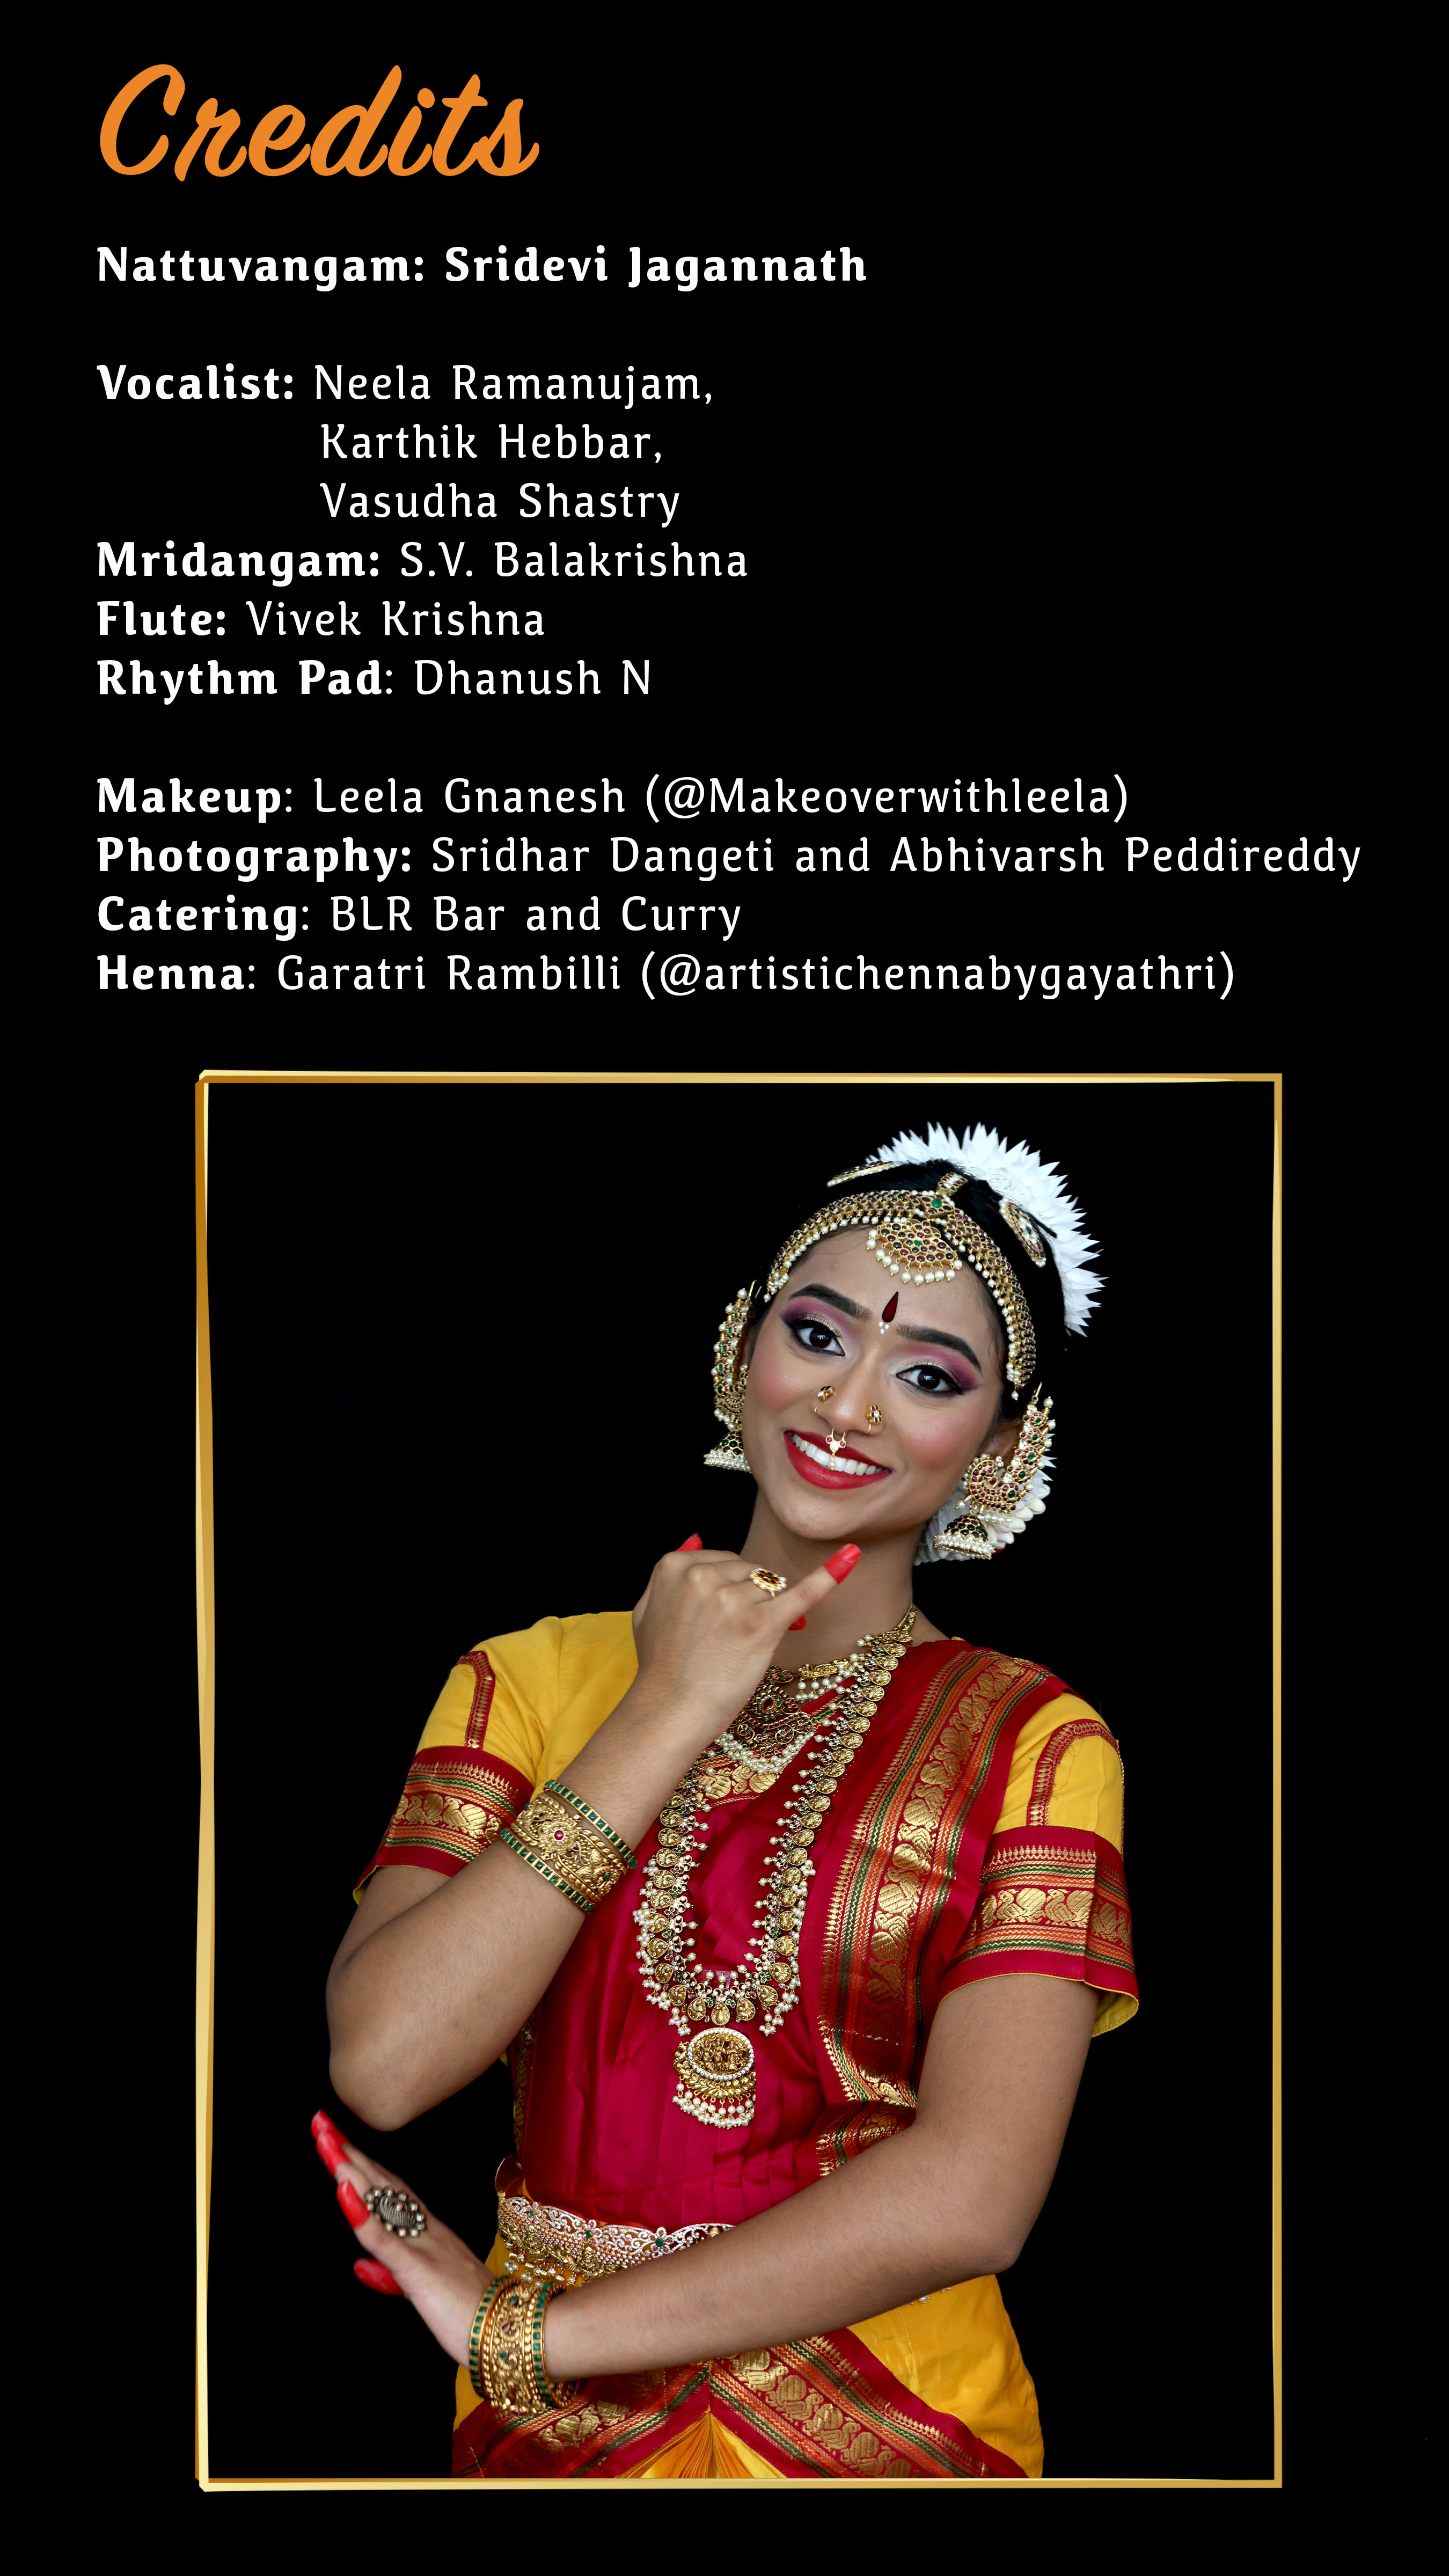 Credits
Nattuvangam: Sridevi Jagannath
Vocalist: Neela Ramanujam,
Karthik Hebbar,
Vasudha Shastry
Mridangam: S.V. Balakrishna
Flute: Vivek Krishna
Rhythm Pad: Dhanush N
Makeup: Leela Gnanesh (@Makeoverwithleela)
Photography: Sridhar Dangeti and Abhivarsh Peddireddy
Catering: BLR Bar and Curry
Henna: Garatri Rambilli (@artistichennabygayathri)